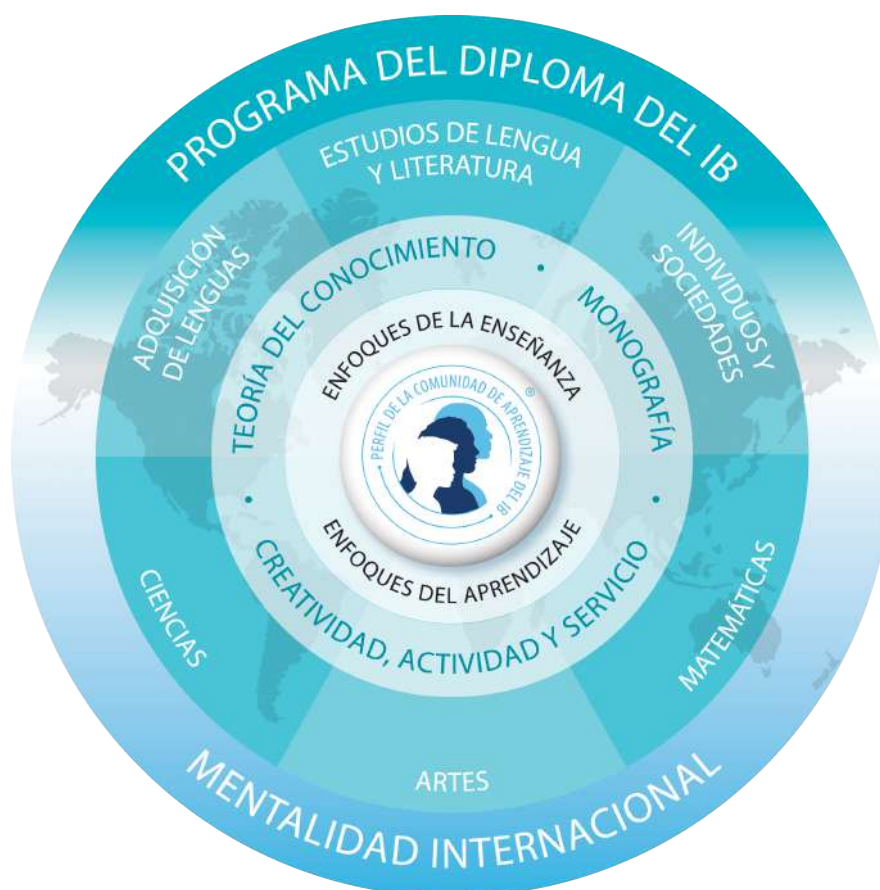 PROGRAMA DEL DIPLOMA DEL IB
ESTUDIOS DE LENGUA
Y LITERATURA
ADQUISICIÓN
DE LENGUAS
INDIVIDUOS Y
SOCIEDADES
TEORÍA DEL CONOCIMIENTO •
MONOGRAFÍA •
ENFOQUES DE LA ENSEÑANZA
• PERFIL DE LA COMUNIDAD DE APRENDIZAJE DEL IB • ®
ENFOQUES DEL APRENDIZAJE
CREATIVIDAD, ACTIVIDAD Y SERVICIO •
CIENCIAS
MATEMÁTICAS
ARTES
MENTALIDAD INTERNACIONAL